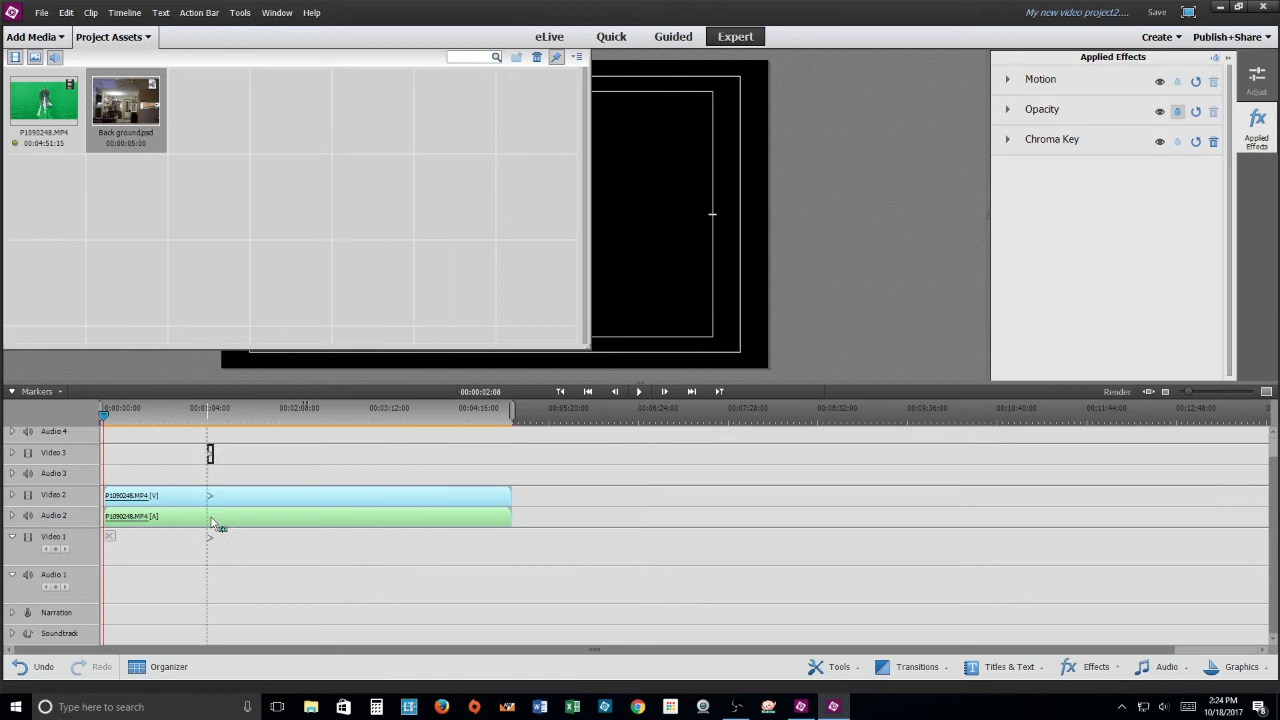 File Edit Clip Timeline Text Action Bar Tools Window Help
My new video project2....
Save
Add Media
Project Assets
eLive Quick Guided Expert
Create
Publish+Share
Applied Effects
Motion
Opacity
Chroma Key
Adjust
Applied
Effects
P1090248.MP4
00:04:51:15
Back ground.psd
00:00:05:00
Markers
00:00:02:08
Render
0:00:00:00 00:01:04:00 00:02:08:00 00:03:12:00 00:04:16:00 00:05:20:00 00:06:24:00 00:07:28:00 00:08:32:00 00:09:36:00 00:10:40:00 00:11:44:00 00:12:48:00
Audio 4
Video 3
Audio 3
Video 2
P1090248.MP4 [V]
Audio 2
P1090248.MP4 [A]
Video 1
Audio 1
Narration
Soundtrack
Undo Redo Organizer
Tools Transitions Titles & Text Effects Audio Graphics
Type here to search
2:24 PM
10/18/2017